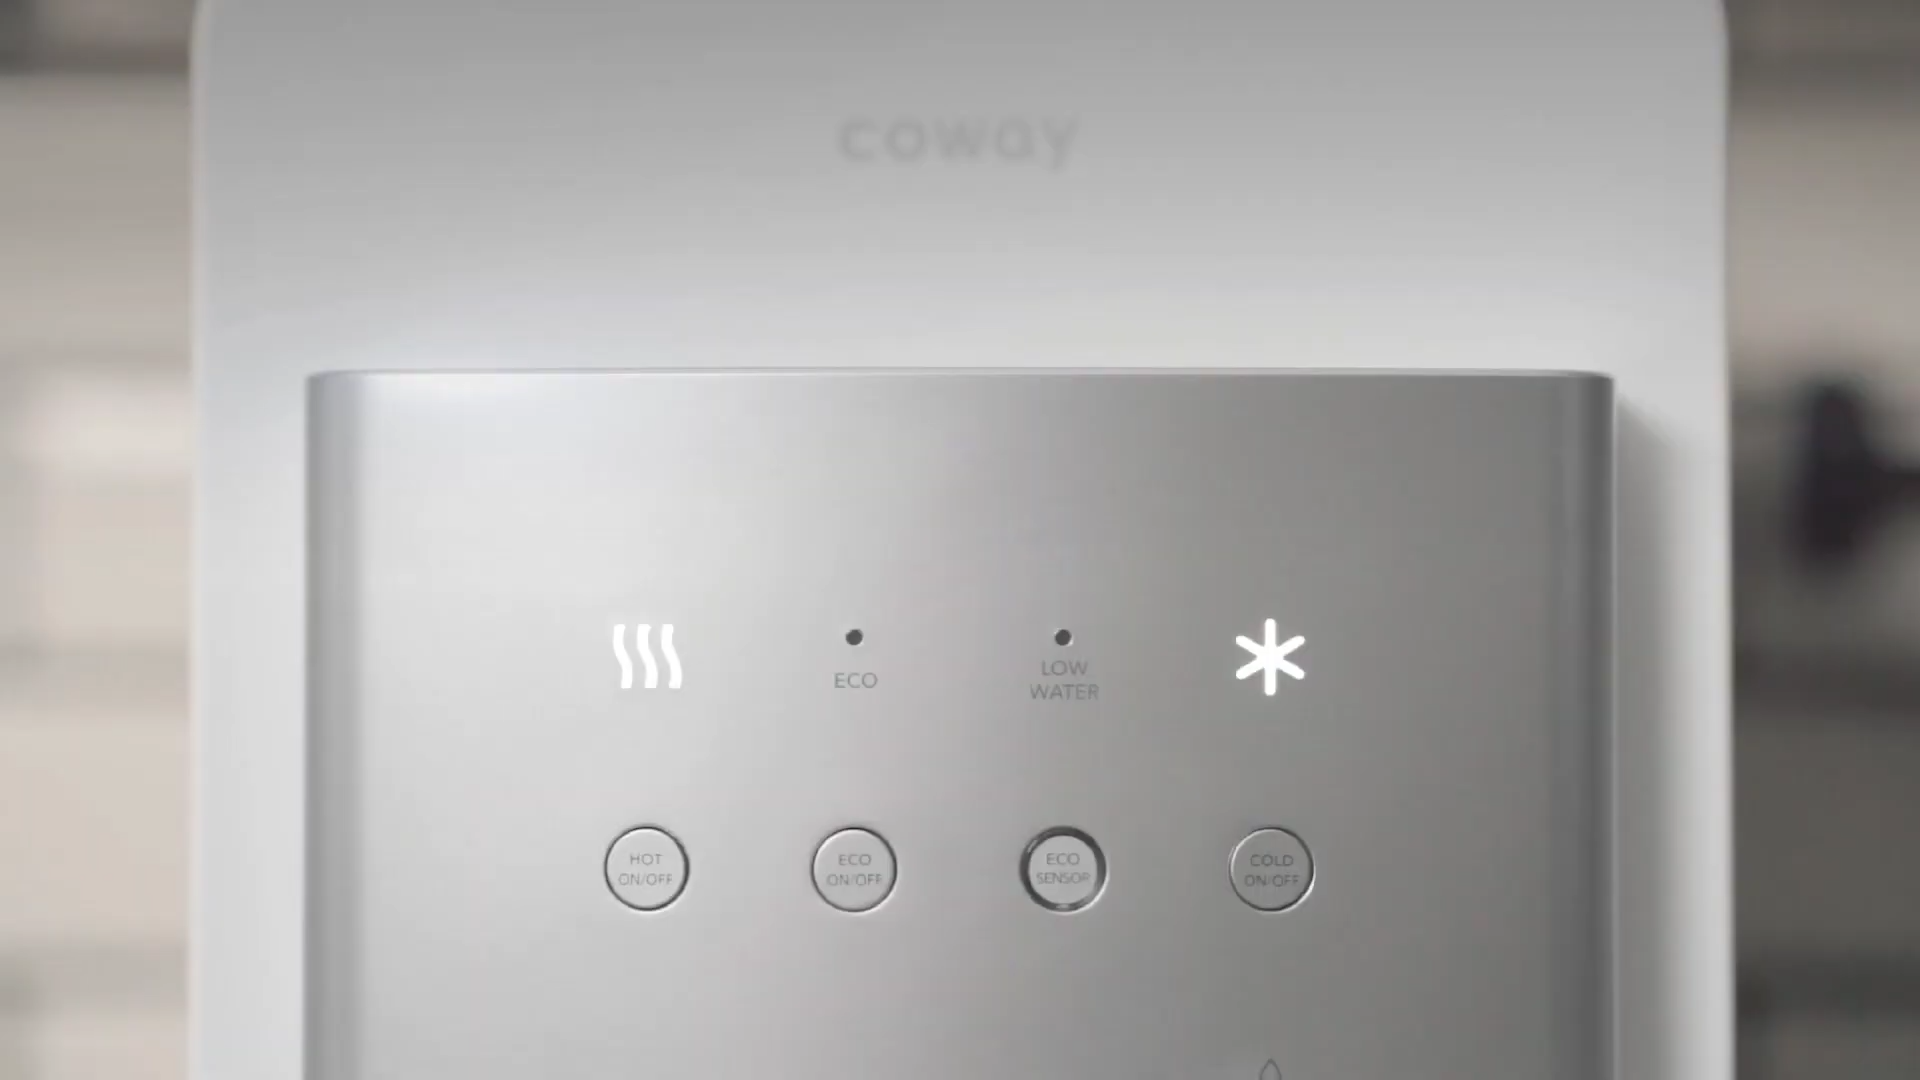 coway
ECO
LOW
WATER
HOT
ON/OFF
ECO
ON/OFF
ECO
SENSOR
COLD
ON/OFF